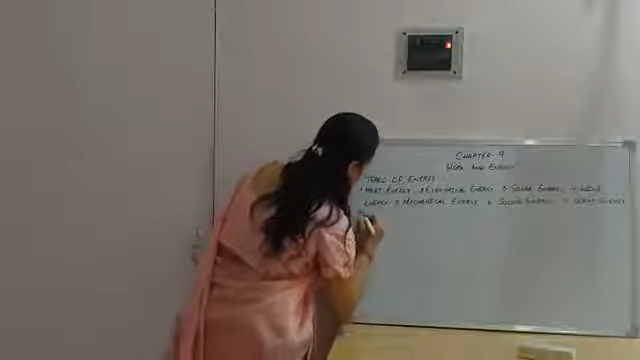 CHAPTER-9
WORK AND ENERGY
TYPES OF ENERGY
1 HEAT ENERGY 2 ELECTRICAL ENERGY 3 SOLAR ENERGY 4 WIND
ENERGY 5 MECHANICAL ENERGY 6 SOUND ENERGY 7 LIGHT ENERGY